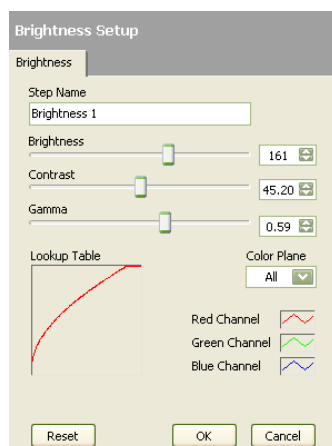 Brightness Setup
Brightness
Step Name
Brightness 1
Brightness
161
Contrast
45.20
Gamma
0.59
Lookup Table
Color Plane
All
Red Channel
Green Channel
Blue Channel
Reset
OK
Cancel